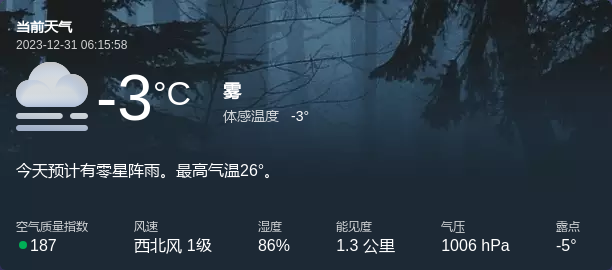 当前天气
2023-12-31 06:15:58
-3°C
雾
体感温度 -3°
今天预计有零星阵雨。最高气温26°。
空气质量指数 风速 湿度 能见度 气压 露点
187 西北风 1级 86% 1.3 公里 1006 hPa -5°